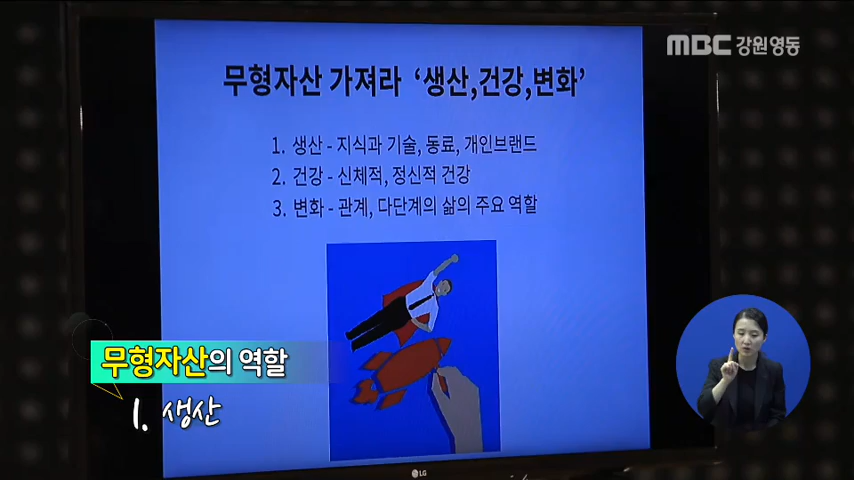 MBC 강원영동
무형자산 가져라 ‘생산,건강,변화’
1. 생산 - 지식과 기술, 동료, 개인브랜드
2. 건강 - 신체적, 정신적 건강
3. 변화 - 관계, 다단계의 삶의 주요 역할
무형자산의 역할
1. 생산
LG